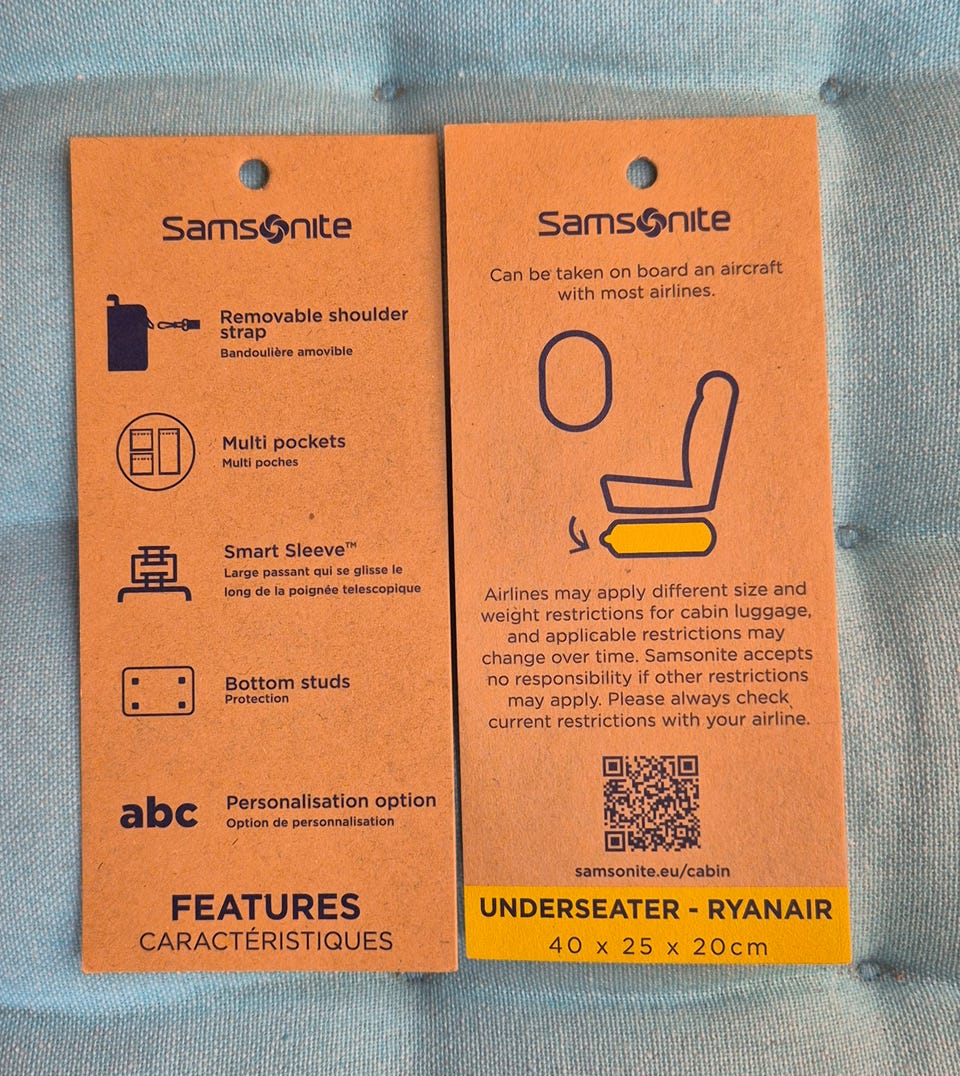 Samsonite
Removable shoulder
strap
Bandoulière amovible
Multi pockets
Multi poches
Smart Sleeve™
Large passant qui se glisse le
long de la poignée telescopique
Bottom studs
Protection
abc
Personalisation option
Option de personnalisation
FEATURES
CARACTÉRISTIQUES
Samsonite
Can be taken on board an aircraft
with most airlines.
Airlines may apply different size and
weight restrictions for cabin luggage,
and applicable restrictions may
change over time. Samsonite accepts
no responsibility if other restrictions
may apply. Please always check
current restrictions with your airline.
samsonite.eu/cabin
UNDERSEATER - RYANAIR
40 x 25 x 20cm